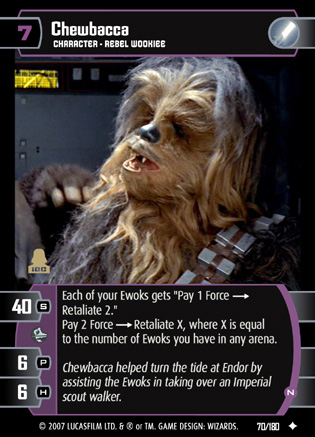 7
Chewbacca
CHARACTER • REBEL WOOKIEE
IDC
40 S
Each of your Ewoks gets "Pay 1 Force →
Retaliate 2."
Pay 2 Force → Retaliate X, where X is equal
to the number of Ewoks you have in any arena.
6 P
Chewbacca helped turn the tide at Endor by
assisting the Ewoks in taking over an Imperial
scout walker.
6 H
N
© 2007 LUCASFILM LTD. & ® or TM. GAME DESIGN: WIZARDS. 70/180